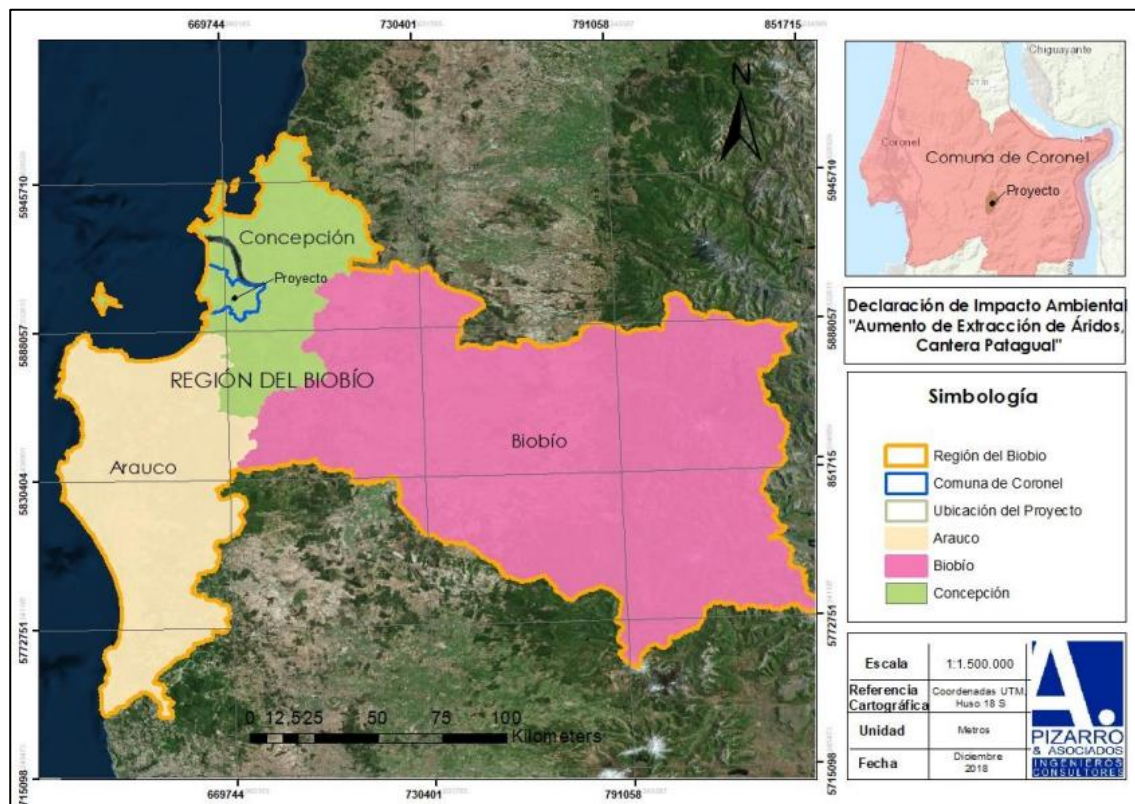 669744
730401
791058
851715
5945710
5888057
5830404
5772751
5715098
N
Concepción
Proyecto
REGIÓN DEL BIOBÍO
Arauco
Biobío
0 12.525 50 75 100
Kilometers
5945710
5888057
851715
5772751
5715098
669744
730401
791058
Chiguayante
Coronel
Comuna de Coronel
Proyecto
Declaración de Impacto Ambiental
"Aumento de Extracción de Áridos,
Cantera Patagual"
Simbología
Región del Biobio
Comuna de Coronel
Ubicación del Proyecto
Arauco
Biobío
Concepción
Escala 1:1.500.000
Referencia Cartográfica Coordenadas UTM, Huso 18 S
Unidad Metros
Fecha Diciembre 2018
A.
PIZARRO
& ASOCIADOS
INGENIEROS
CONSULTORES